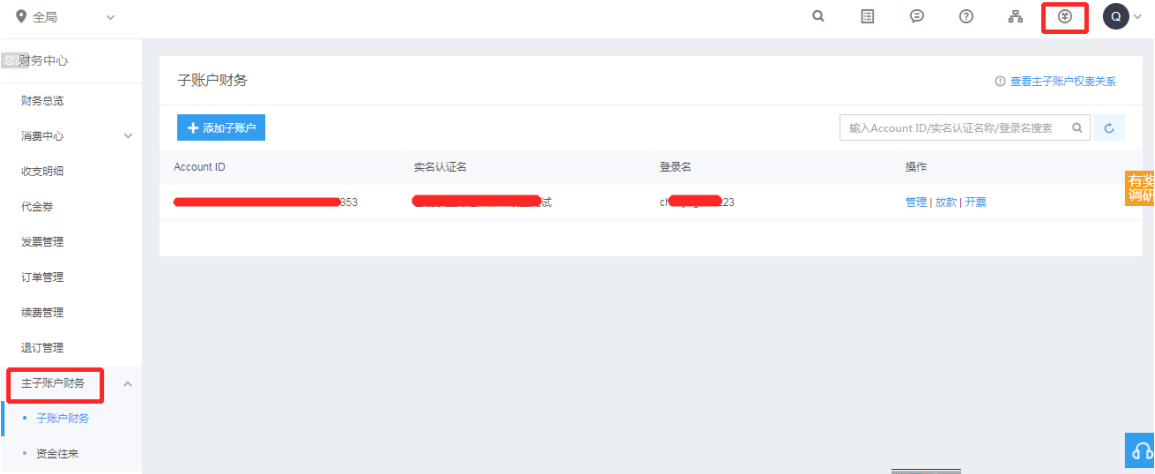 全局
Q
财务中心
财务总览
消费中心
收支明细
代金券
发票管理
订单管理
续费管理
退订管理
主子账户财务
子账户财务
资金往来
子账户财务
查看主子账户权责关系
添加子账户
输入Account ID/实名认证名称/登录名搜索
Account ID 实名认证名 登录名 操作
353 试 ch 23 管理 | 放款 | 开票
有奖
调研